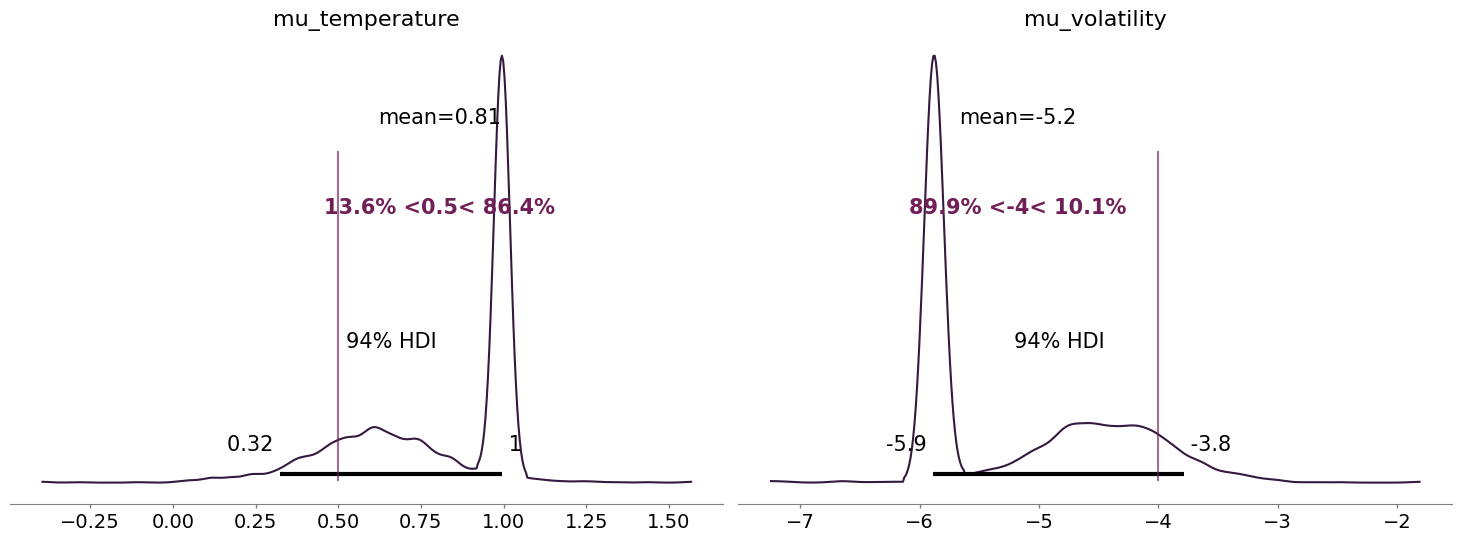 mu_temperature
mean=0.81
13.6% <0.5< 86.4%
94% HDI
0.32
1
−0.25 0.00 0.25 0.50 0.75 1.00 1.25 1.50
mu_volatility
mean=-5.2
89.9% <-4< 10.1%
94% HDI
-5.9
-3.8
−7 −6 −5 −4 −3 −2